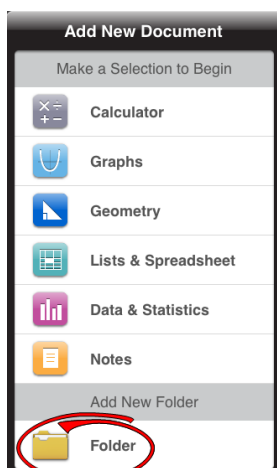 Add New Document
Make a Selection to Begin
Calculator
Graphs
Geometry
Lists & Spreadsheet
Data & Statistics
Notes
Add New Folder
Folder